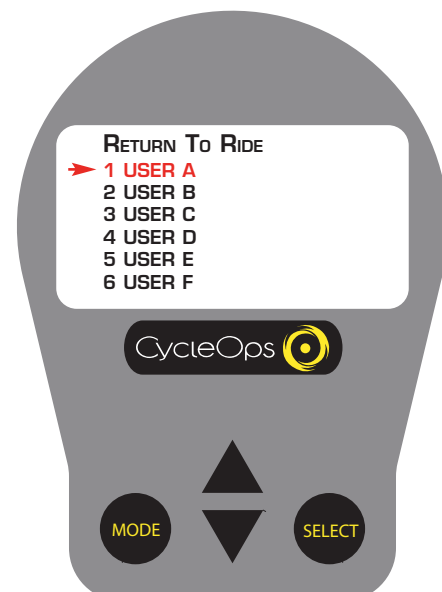 Return To Ride
1 USER A
2 USER B
3 USER C
4 USER D
5 USER E
6 USER F
CycleOps
MODE
SELECT